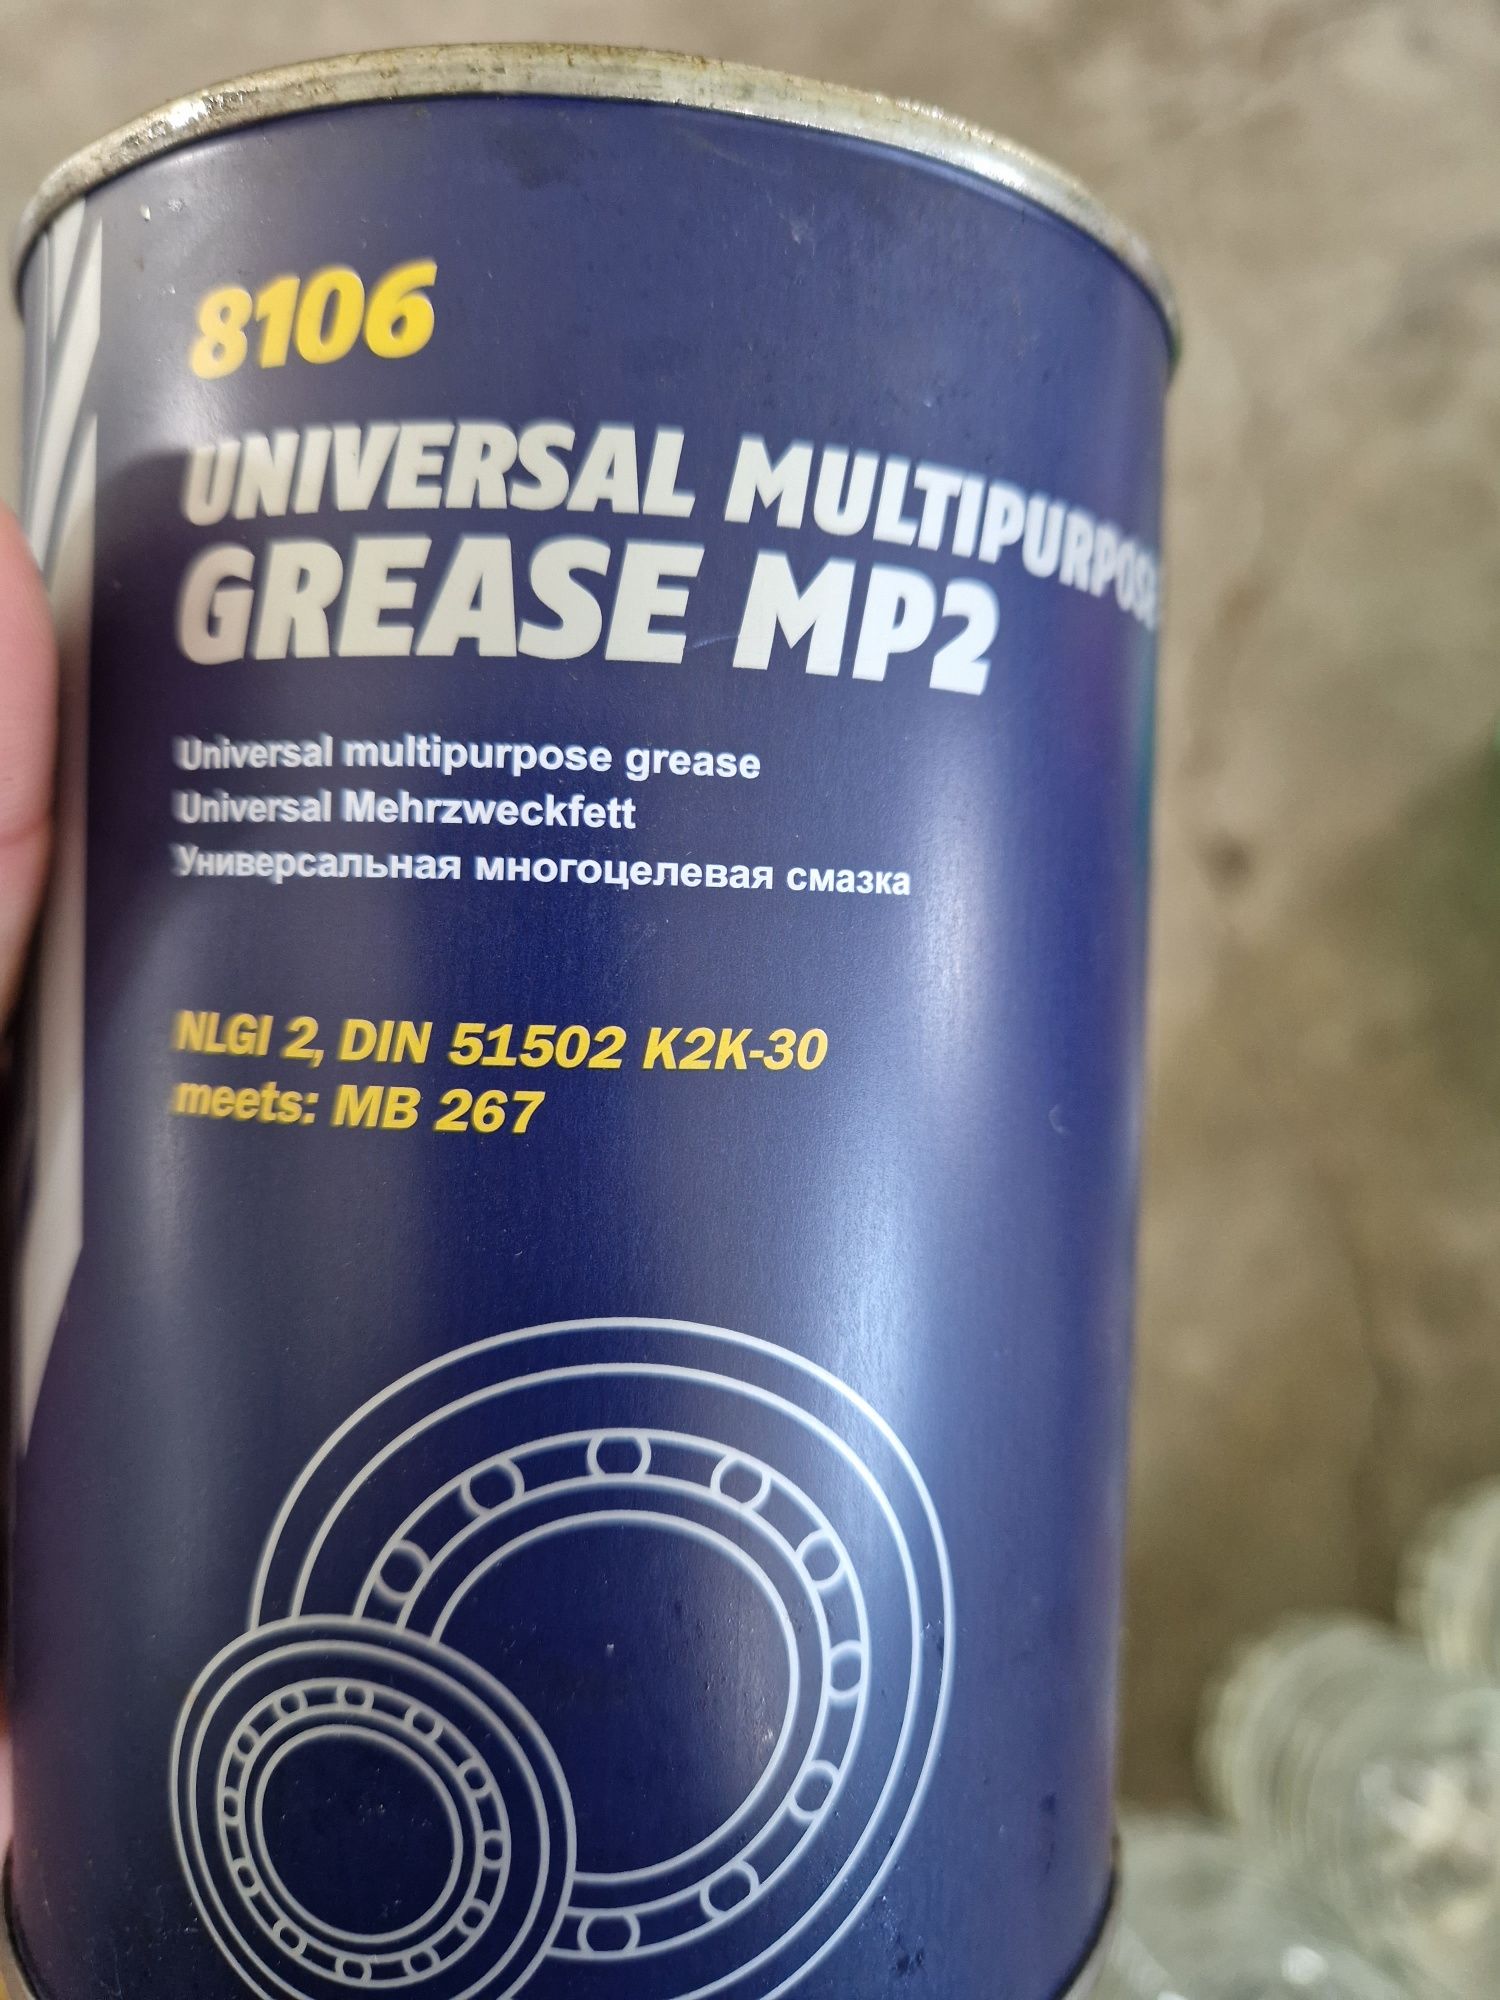 8106
UNIVERSAL MULTIPURPOSE
GREASE MP2
Universal multipurpose grease
Universal Mehrzweckfett
Универсальная многоцелевая смазка
NLGI 2, DIN 51502 K2K-30
meets: MB 267